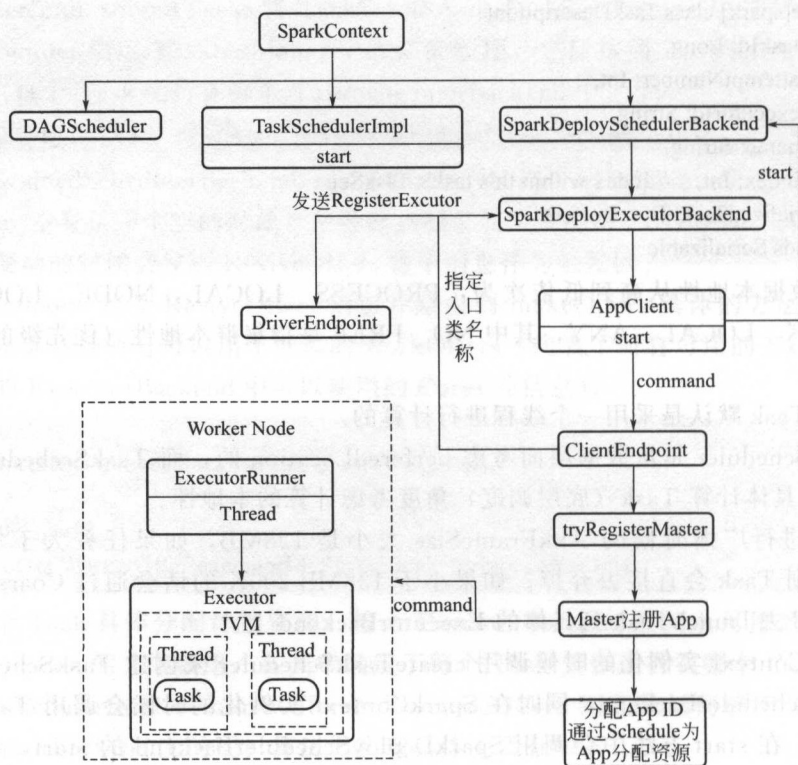 SparkContext
DAGScheduler
TaskSchedulerImpl
start
SparkDeploySchedulerBackend
start
发送RegisterExcutor
SparkDeployExecutorBackend
指定
入口
类名
称
DriverEndpoint
AppClient
start
command
Worker Node
ExecutorRunner
Thread
ClientEndpoint
tryRegisterMaster
Executor
JVM
command
Master注册App
Thread
Thread
Task
Task
分配App ID
通过Schedule为
App分配资源